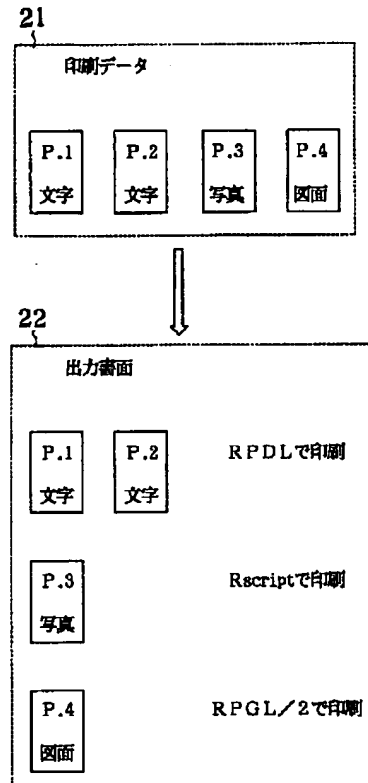 21
印刷データ
P.1 P.2 P.3 P.4
文字 文字 写真 図面
22
出力書面
P.1 P.2 RPDLで印刷
文字 文字
P.3 Rscriptで印刷
写真
P.4 RPGL/2で印刷
図面